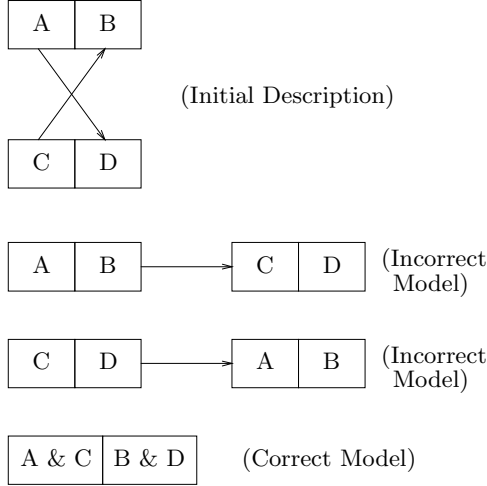 A B
(Initial Description)
C D
A B C D (Incorrect
Model)
C D A B (Incorrect
Model)
A & C B & D (Correct Model)